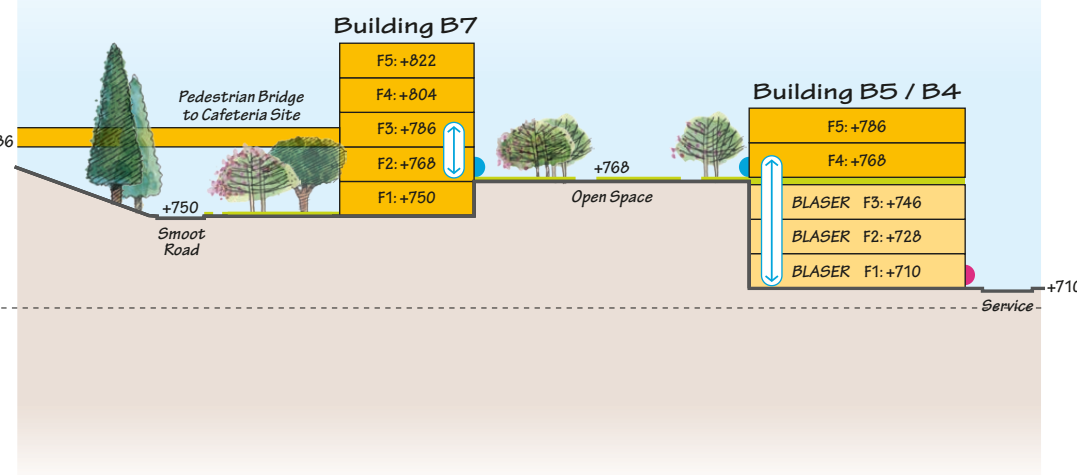 Building B7
F5: +822
F4: +804
F3: +786
F2: +768
F1: +750
Pedestrian Bridge
to Cafeteria Site
86
+750
Smoot
Road
+768
Open Space
Building B5 / B4
F5: +786
F4: +768
BLASER F3: +746
BLASER F2: +728
BLASER F1: +710
+710
Service